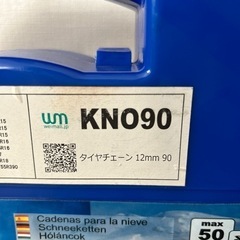 wm
weimall.jp
KNO90
タイヤチェーン 12mm 90
Cadenas para la nieve
Schneeketten
Hólánçok
max
50